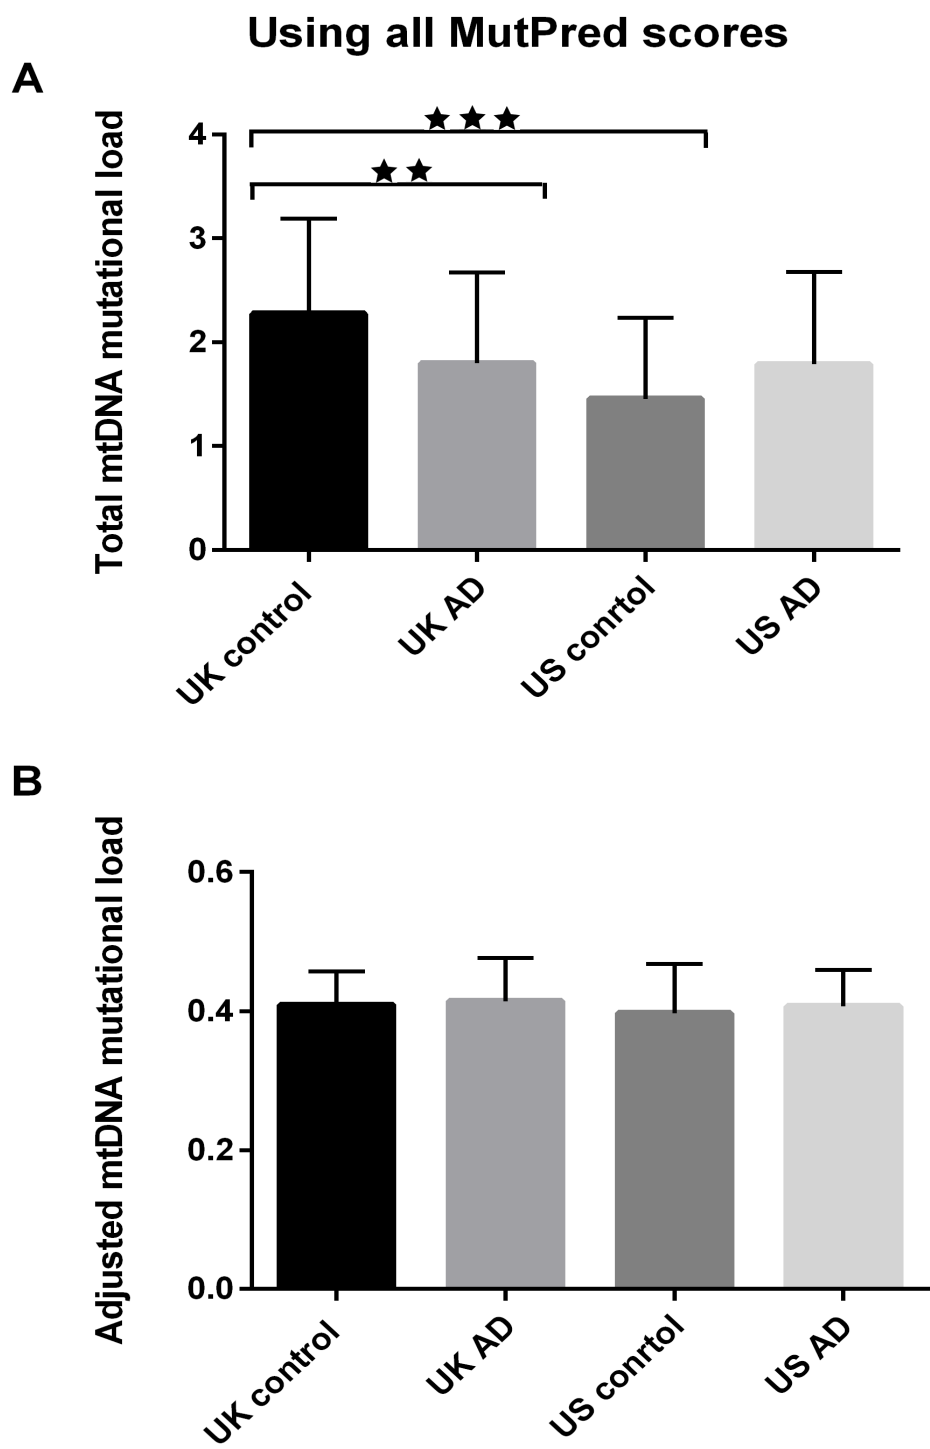 Using all MutPred scores
A
Total mtDNA mutational load
4
3
2
1
0
UK control
UK AD
US conrtol
US AD
B
Adjusted mtDNA mutational load
0.6
0.4
0.2
0.0
UK control
UK AD
US conrtol
US AD